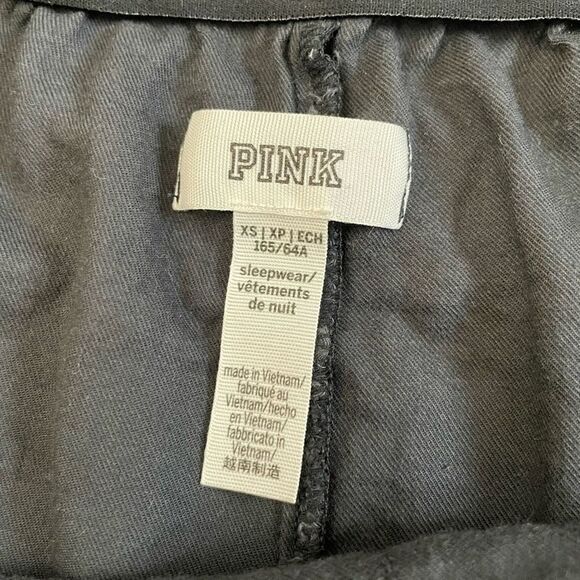 PINK
XS | XP | ECH
165/64A
sleepwear/
vêtements
de nuit
made in Vietnam/
fabriqué au
Vietnam/hecho
en Vietnam/
fabbricato in
Vietnam/
越南制造